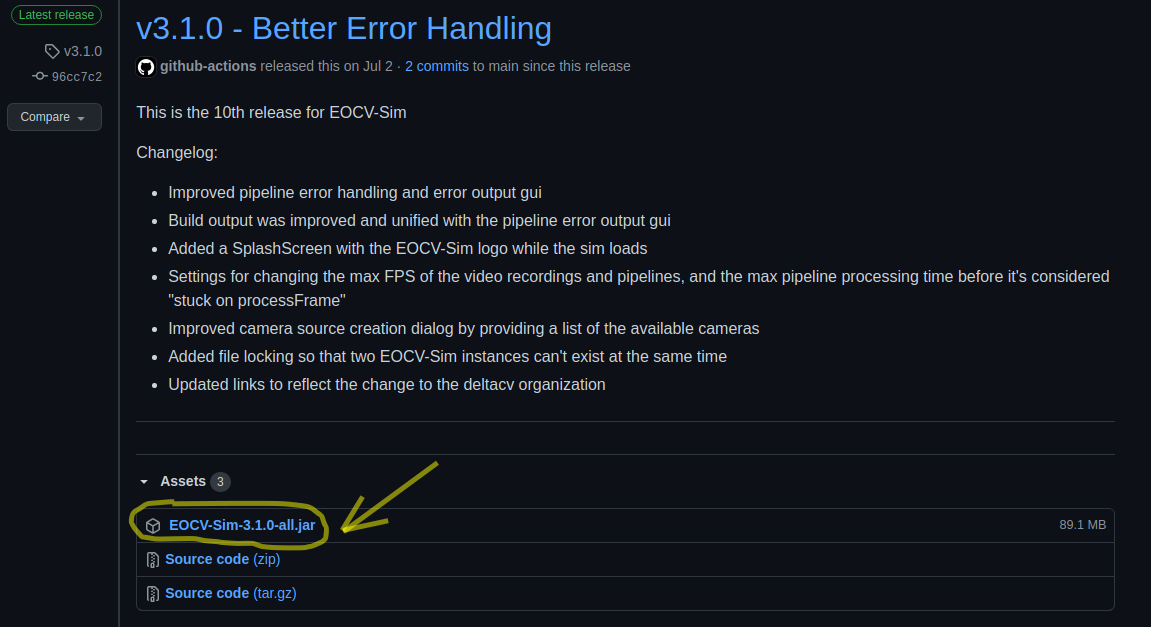 Latest release
v3.1.0
96cc7c2
Compare
v3.1.0 - Better Error Handling
github-actions released this on Jul 2 · 2 commits to main since this release
This is the 10th release for EOCV-Sim
Changelog:
• Improved pipeline error handling and error output gui
• Build output was improved and unified with the pipeline error output gui
• Added a SplashScreen with the EOCV-Sim logo while the sim loads
• Settings for changing the max FPS of the video recordings and pipelines, and the max pipeline processing time before it's considered
"stuck on processFrame"
• Improved camera source creation dialog by providing a list of the available cameras
• Added file locking so that two EOCV-Sim instances can't exist at the same time
• Updated links to reflect the change to the deltacv organization
Assets 3
EOCV-Sim-3.1.0-all.jar 89.1 MB
Source code (zip)
Source code (tar.gz)